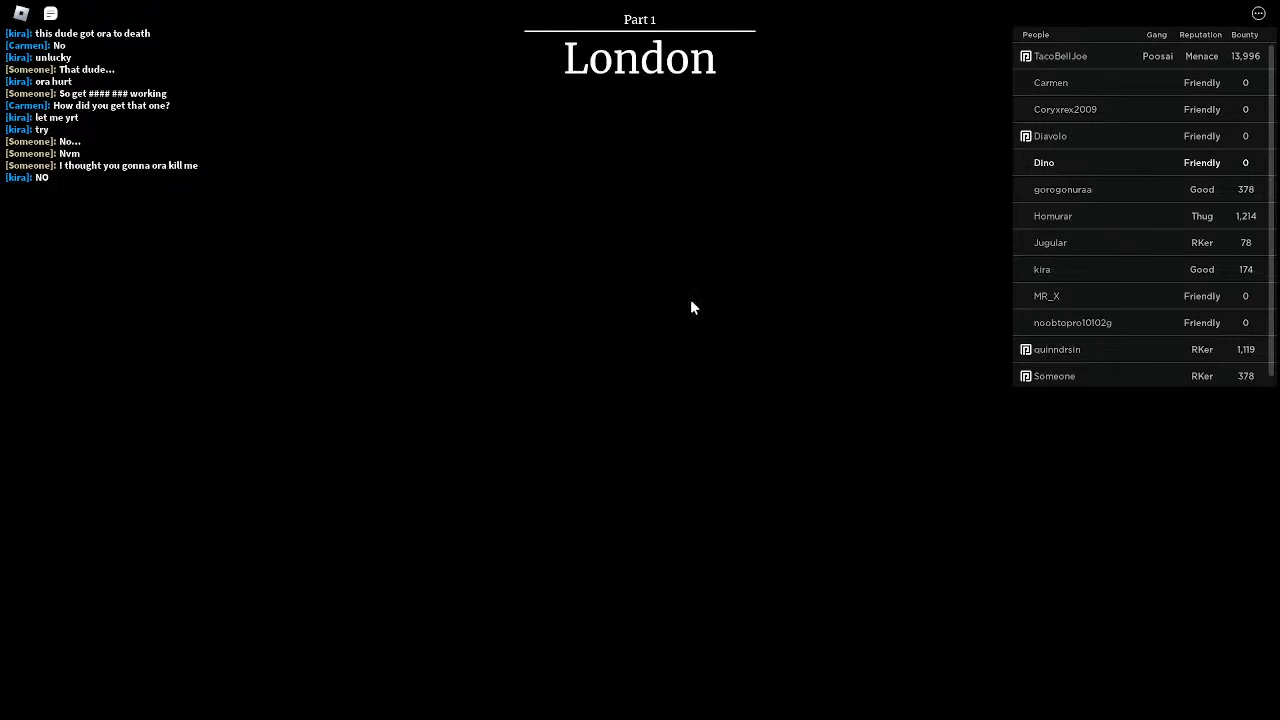 Part 1
London
[kira]: this dude got ora to death
[Carmen]: No
[kira]: unlucky
[Someone]: That dude...
[kira]: ora hurt
[Someone]: So get #### ### working
[Carmen]: How did you get that one?
[kira]: let me yrt
[kira]: try
[Someone]: No...
[Someone]: Nvm
[Someone]: I thought you gonna ora kill me
[kira]: NO
People Gang Reputation Bounty
TacoBellJoe Poosai Menace 13,996
Carmen Friendly 0
Coryxrex2009 Friendly 0
Diavolo Friendly 0
Dino Friendly 0
gorogonuraa Good 378
Homurar Thug 1,214
Jugular RKer 78
kira Good 174
MR_X Friendly 0
noobtopro10102g Friendly 0
quinndrsin RKer 1,119
Someone RKer 378